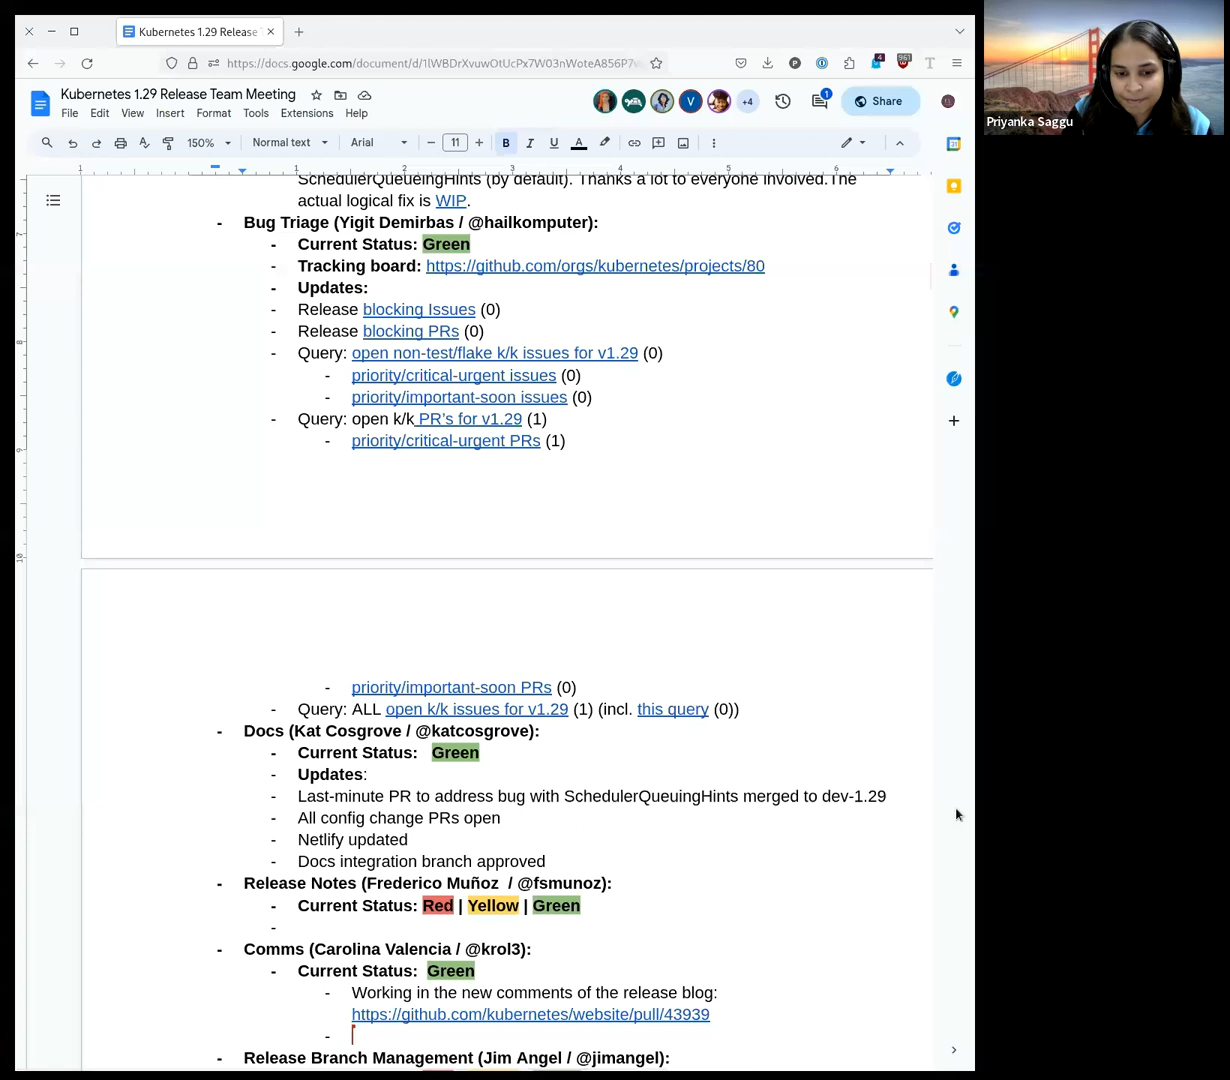 Kubernetes 1.29 Release
https://docs.google.com/document/d/1lWBDrXvuwOtUcPx7W03nWoteA856P7
4
961
Kubernetes 1.29 Release Team Meeting
V
+4
1
Share
File Edit View Insert Format Tools Extensions Help
150% Normal text Arial 11 B I U A
1 1 2 3 4 5 6
SchedulerQueueingHints (by default). Thanks a lot to everyone involved.The
actual logical fix is WIP.
- Bug Triage (Yigit Demirbas / @hailkomputer):
- Current Status: Green
- Tracking board: https://github.com/orgs/kubernetes/projects/80
- Updates:
- Release blocking Issues (0)
- Release blocking PRs (0)
- Query: open non-test/flake k/k issues for v1.29 (0)
- priority/critical-urgent issues (0)
- priority/important-soon issues (0)
- Query: open k/k PR's for v1.29 (1)
- priority/critical-urgent PRs (1)
- priority/important-soon PRs (0)
- Query: ALL open k/k issues for v1.29 (1) (incl. this query (0))
- Docs (Kat Cosgrove / @katcosgrove):
- Current Status: Green
- Updates:
- Last-minute PR to address bug with SchedulerQueuingHints merged to dev-1.29
- All config change PRs open
- Netlify updated
- Docs integration branch approved
- Release Notes (Frederico Muñoz / @fsmunoz):
- Current Status: Red | Yellow | Green
-
- Comms (Carolina Valencia / @krol3):
- Current Status: Green
- Working in the new comments of the release blog:
https://github.com/kubernetes/website/pull/43939
-
- Release Branch Management (Jim Angel / @jimangel):
Priyanka Saggu